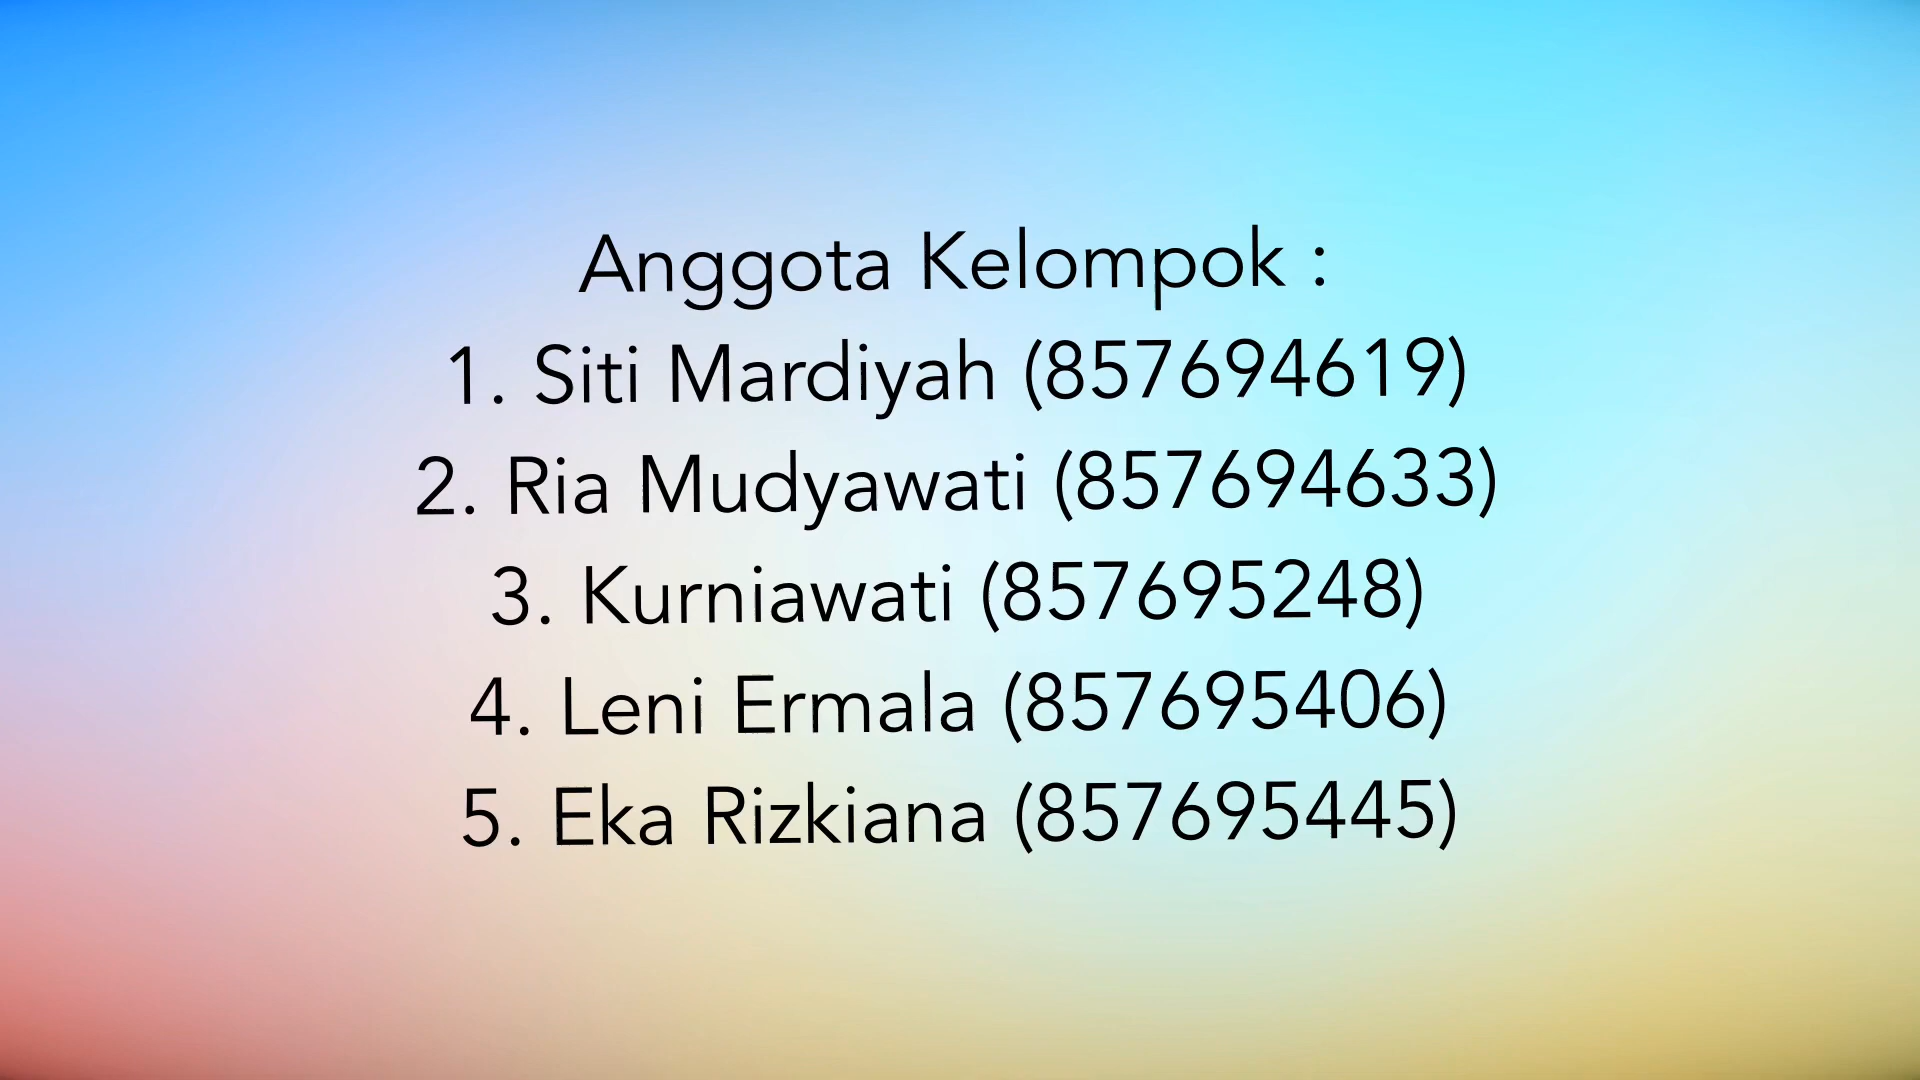 Anggota Kelompok :
1. Siti Mardiyah (857694619)
2. Ria Mudyawati (857694633)
3. Kurniawati (857695248)
4. Leni Ermala (857695406)
5. Eka Rizkiana (857695445)